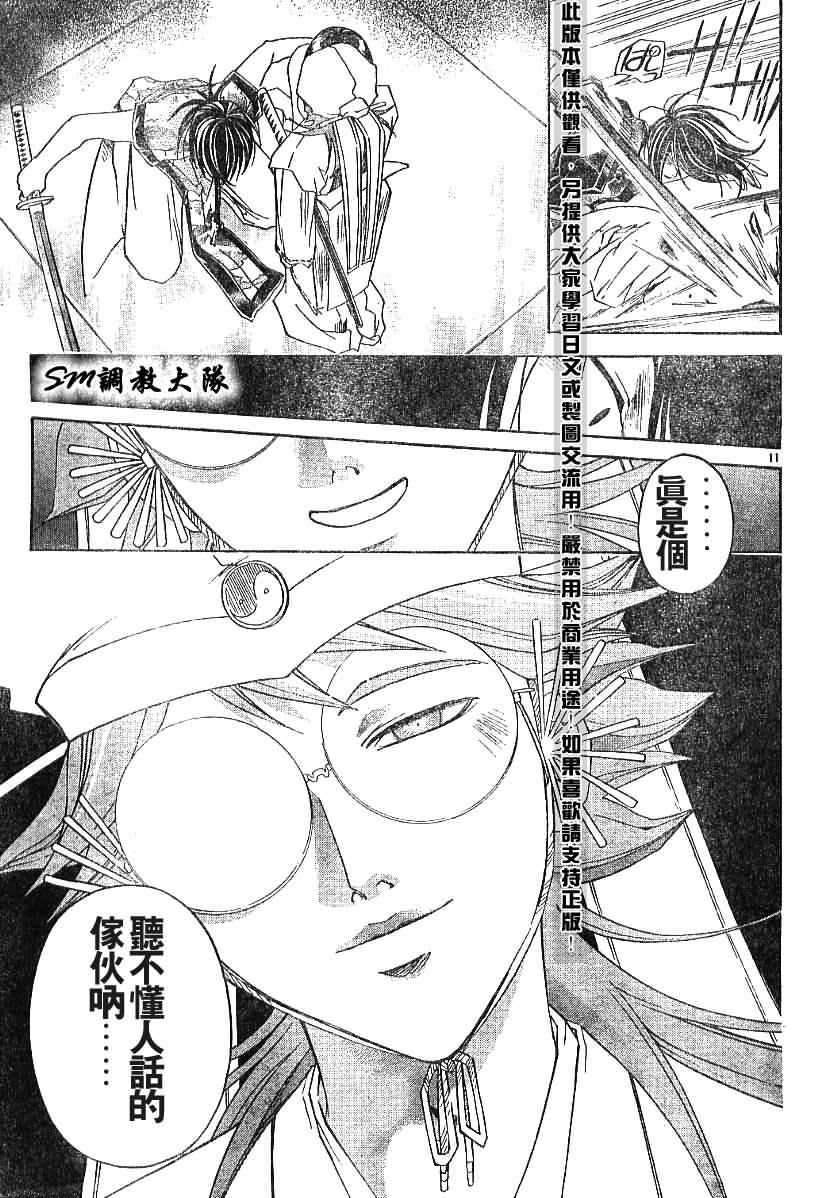 ぱ
此版本僅供觀看，另提供大家學習日文或製圖交流用！嚴禁用於商業用途！如果喜歡請支持正版！
SM調教大隊
11
……
眞是個
聽不懂人話的
傢伙吶……